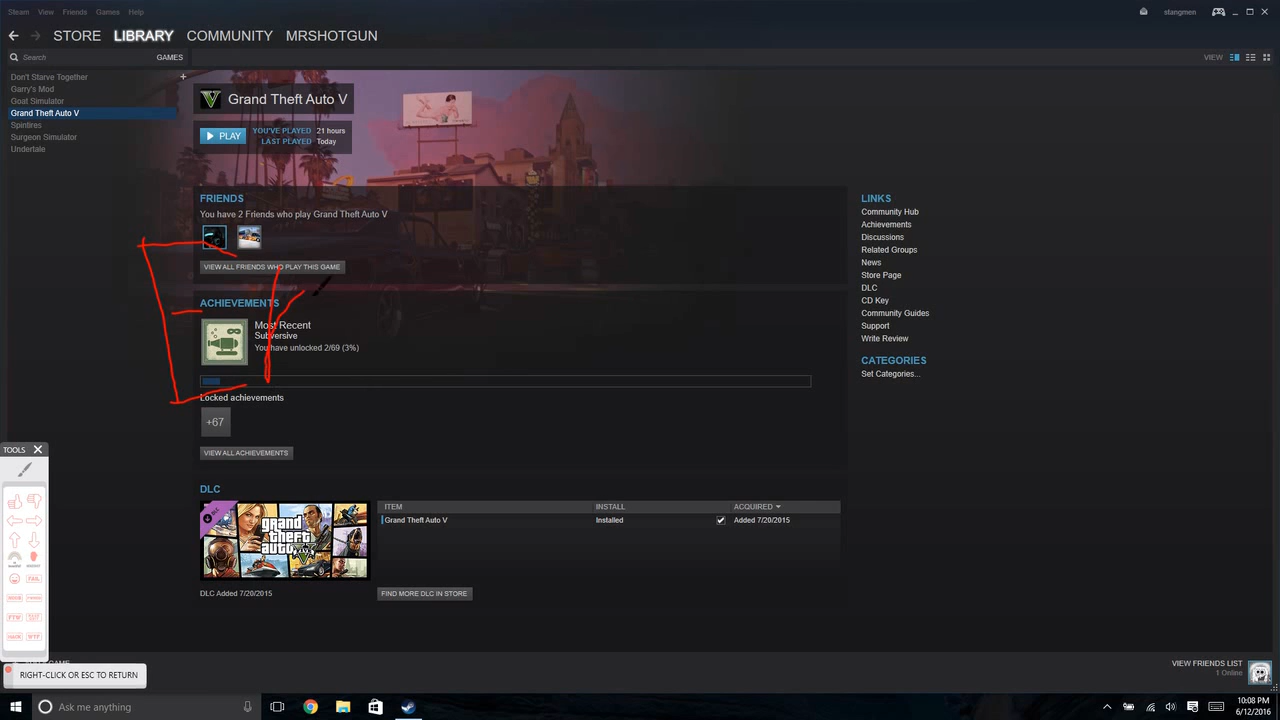 Steam View Friends Games Help
stangmen
STORE LIBRARY COMMUNITY MRSHOTGUN
Search GAMES
VIEW
Don't Starve Together
Garry's Mod
Goat Simulator
Grand Theft Auto V
Spintires
Surgeon Simulator
Undertale
+
Grand Theft Auto V
PLAY
YOU'VE PLAYED 21 hours
LAST PLAYED Today
FRIENDS
You have 2 Friends who play Grand Theft Auto V
VIEW ALL FRIENDS WHO PLAY THIS GAME
ACHIEVEMENTS
Most Recent
Subversive
You have unlocked 2/69 (3%)
Locked achievements
+67
VIEW ALL ACHIEVEMENTS
DLC
grand
theft
auto
ITEM INSTALL ACQUIRED
Grand Theft Auto V Installed Added 7/20/2015
DLC Added 7/20/2015
FIND MORE DLC IN STORE
LINKS
Community Hub
Achievements
Discussions
Related Groups
News
Store Page
DLC
CD Key
Community Guides
Support
Write Review
CATEGORIES
Set Categories...
TOOLS
FAIL
FTW
HACK WTF
RIGHT-CLICK OR ESC TO RETURN
VIEW FRIENDS LIST
1 Online
Ask me anything
10:08 PM
6/12/2016